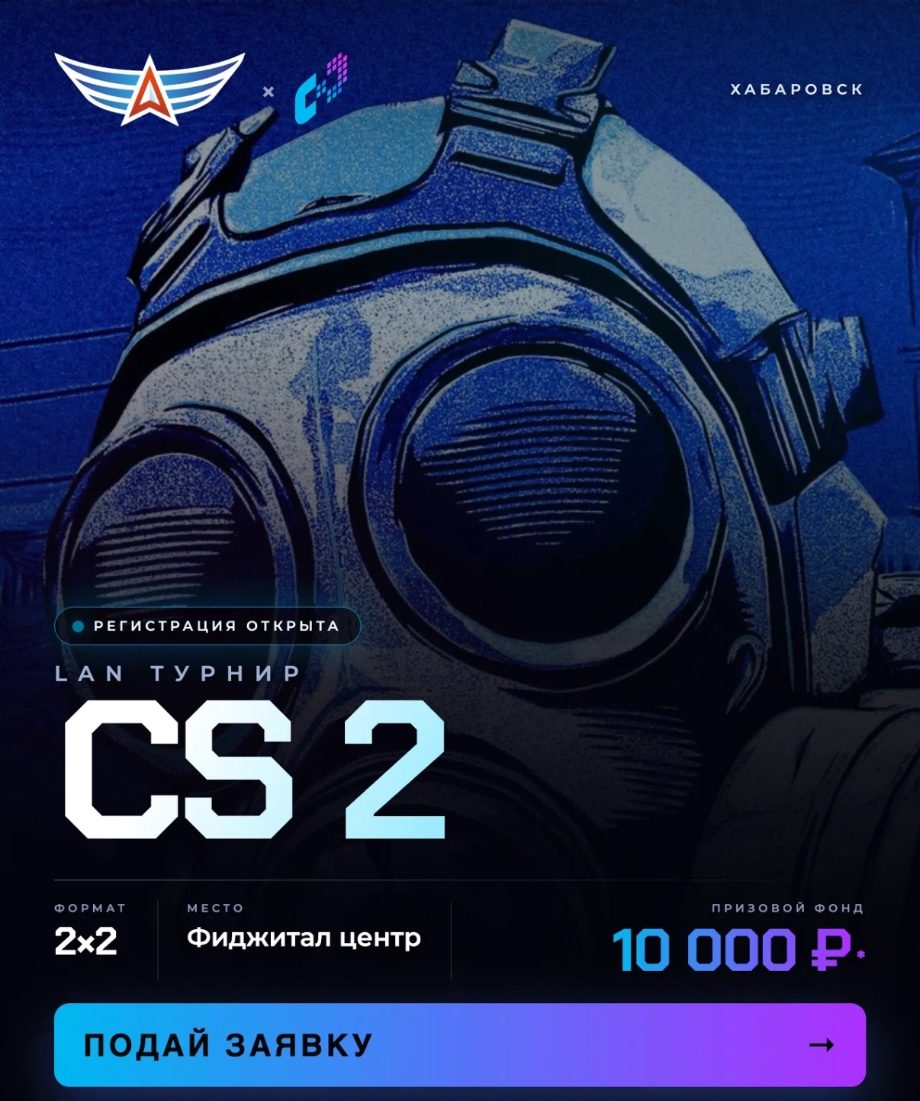 ×
ХАБАРОВСК
РЕГИСТРАЦИЯ ОТКРЫТА
LAN ТУРНИР
CS 2
ФОРМАТ
2×2
МЕСТО
Фиджитал центр
ПРИЗОВОЙ ФОНД
10 000 ₽*
ПОДАЙ ЗАЯВКУ →